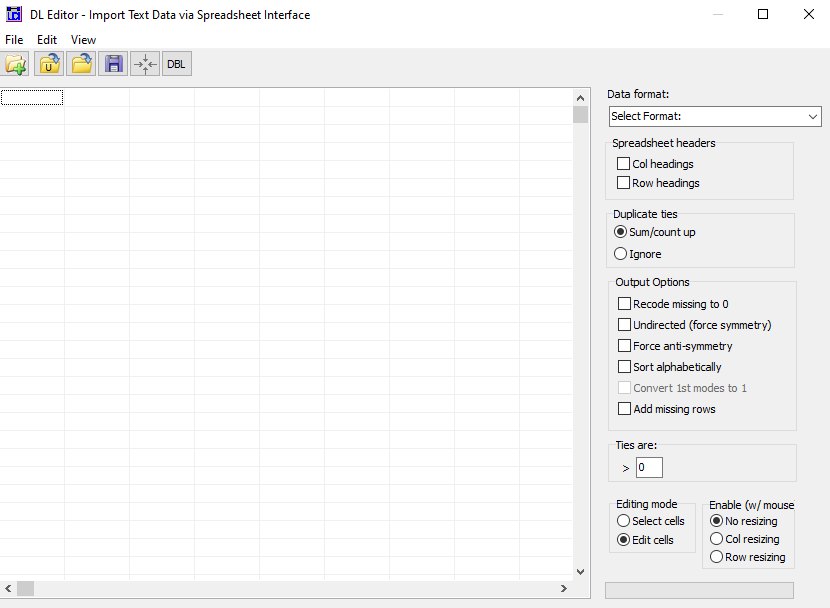 DL Editor - Import Text Data via Spreadsheet Interface
File Edit View
U
DBL
Data format:
Select Format:
Spreadsheet headers
Col headings
Row headings
Duplicate ties
Sum/count up
Ignore
Output Options
Recode missing to 0
Undirected (force symmetry)
Force anti-symmetry
Sort alphabetically
Convert 1st modes to 1
Add missing rows
Ties are:
> 0
Editing mode
Select cells
Edit cells
Enable (w/ mouse
No resizing
Col resizing
Row resizing